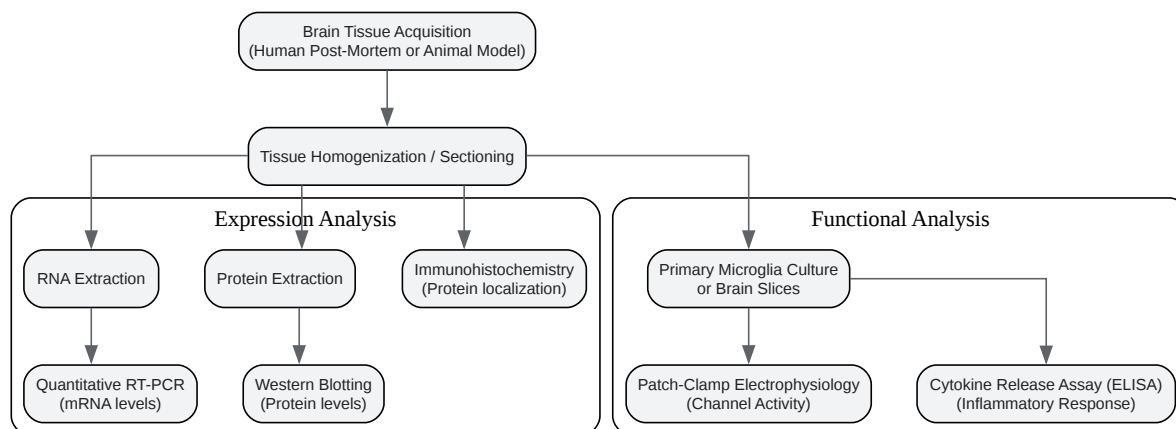 Brain Tissue Acquisition
(Human Post-Mortem or Animal Model)
Tissue Homogenization / Sectioning
Expression Analysis
RNA Extraction
Protein Extraction
Immunohistochemistry
(Protein localization)
Quantitative RT-PCR
(mRNA levels)
Western Blotting
(Protein levels)
Functional Analysis
Primary Microglia Culture
or Brain Slices
Patch-Clamp Electrophysiology
(Channel Activity)
Cytokine Release Assay (ELISA)
(Inflammatory Response)